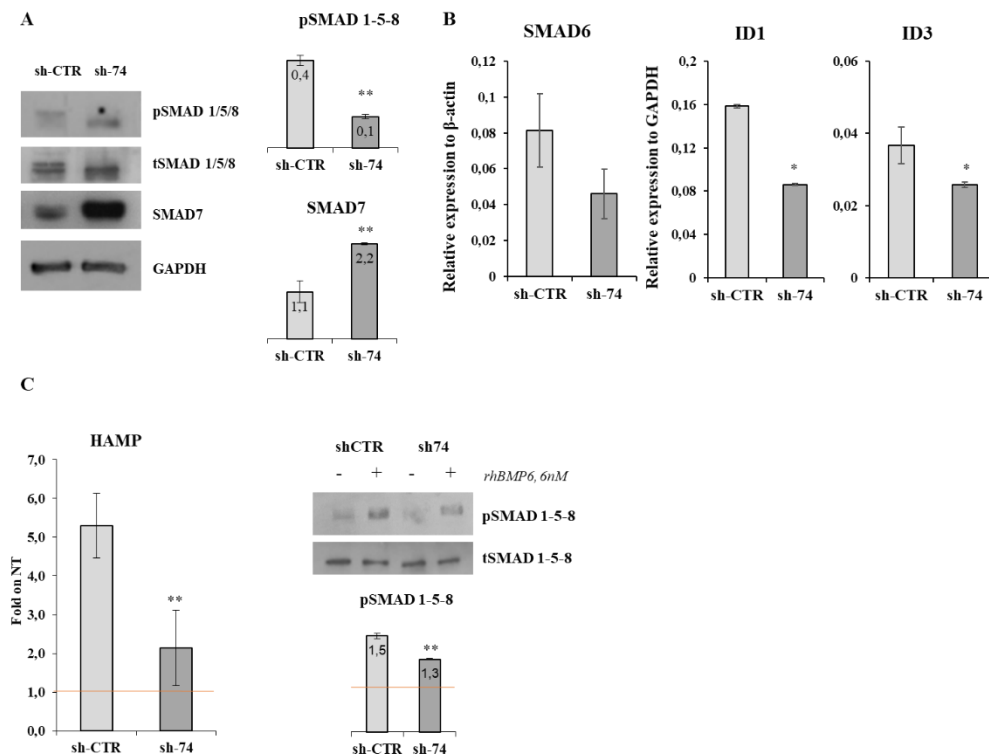 A
sh-CTR sh-74
pSMAD 1/5/8
tSMAD 1/5/8
SMAD7
GAPDH
pSMAD 1-5-8
0,4
**
0,1
sh-CTR sh-74
SMAD7
1,1
**
2,2
sh-CTR sh-74
B
SMAD6
Relative expression to β-actin
0,12
0,1
0,08
0,06
0,04
0,02
0
sh-CTR sh-74
ID1
Relative expression to GAPDH
0,2
0,16
0,12
0,08
0,04
0
*
sh-CTR sh-74
ID3
0,06
0,04
0,02
0
*
sh-CTR sh-74
C
HAMP
Fold on NT
7,0
6,0
5,0
4,0
3,0
2,0
1,0
0,0
**
sh-CTR sh-74
shCTR sh74
- + - + rhBMP6, 6nM
pSMAD 1-5-8
tSMAD 1-5-8
pSMAD 1-5-8
1,5
**
1,3
sh-CTR sh-74